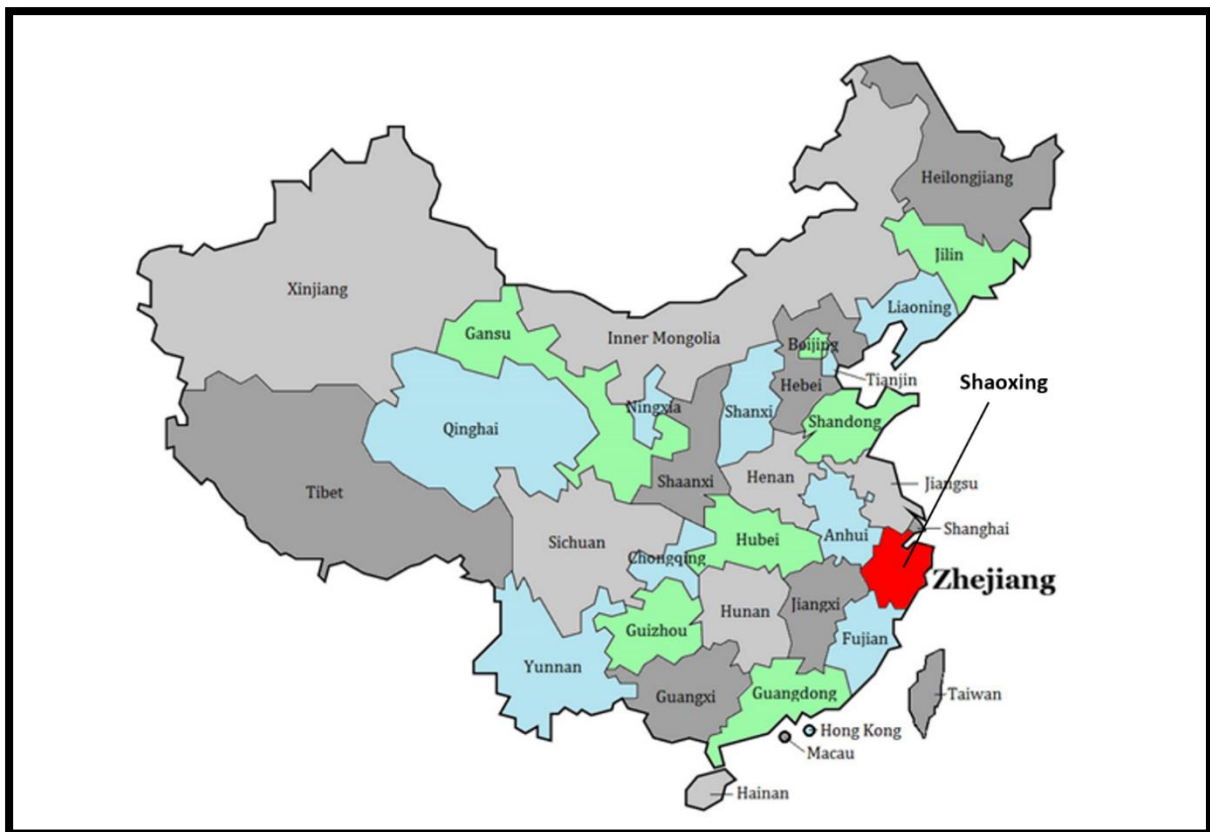 Heilongjiang
Jilin
Xinjiang
Liaoning
Gansu
Inner Mongolia
Beijing
Tianjin
Hebei
Shaoxing
Ningxia
Shanxi
Shandong
Qinghai
Shaanxi
Henan
Jiangsu
Tibet
Shanghai
Sichuan
Hubei
Anhui
Chongqing
Zhejiang
Hunan
Jiangxi
Guizhou
Fujian
Yunnan
Guangxi
Guangdong
Taiwan
Hong Kong
Macau
Hainan